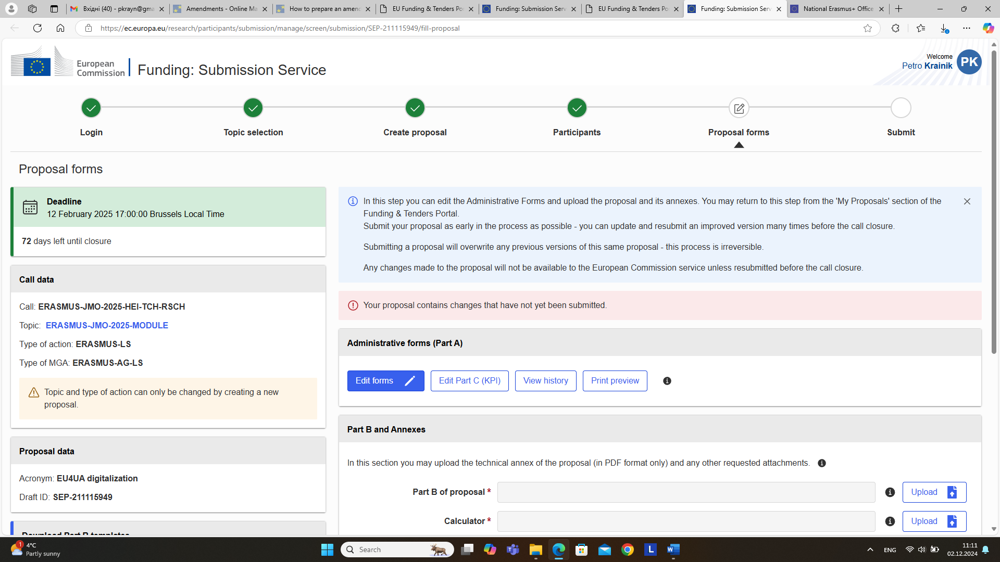 Вхідні (40) - pkrayn@gma
Amendments - Online Ma
How to prepare an amen
EU Funding & Tenders Po
Funding: Submission Serv
EU Funding & Tenders Po
Funding: Submission Serv
National Erasmus+ Office
https://ec.europa.eu/research/participants/submission/manage/screen/submission/SEP-211115949/fill-proposal
European
Commission
Funding: Submission Service
Welcome
Petro Krainik
PK
Login
Topic selection
Create proposal
Participants
Proposal forms
Submit
Proposal forms
Deadline
12 February 2025 17:00:00 Brussels Local Time
72 days left until closure
Call data
Call: ERASMUS-JMO-2025-HEI-TCH-RSCH
Topic: ERASMUS-JMO-2025-MODULE
Type of action: ERASMUS-LS
Type of MGA: ERASMUS-AG-LS
Topic and type of action can only be changed by creating a new
proposal.
Proposal data
Acronym: EU4UA digitalization
Draft ID: SEP-211115949
Download Part B templates
In this step you can edit the Administrative Forms and upload the proposal and its annexes. You may return to this step from the 'My Proposals' section of the
Funding & Tenders Portal.
Submit your proposal as early in the process as possible - you can update and resubmit an improved version many times before the call closure.
Submitting a proposal will overwrite any previous versions of this same proposal - this process is irreversible.
Any changes made to the proposal will not be available to the European Commission service unless resubmitted before the call closure.
Your proposal contains changes that have not yet been submitted.
Administrative forms (Part A)
Edit forms
Edit Part C (KPI)
View history
Print preview
Part B and Annexes
In this section you may upload the technical annex of the proposal (in PDF format only) and any other requested attachments.
Part B of proposal *
Upload
Calculator *
Upload
1
4°C
Partly sunny
Search
L
W
ENG
11:11
02.12.2024